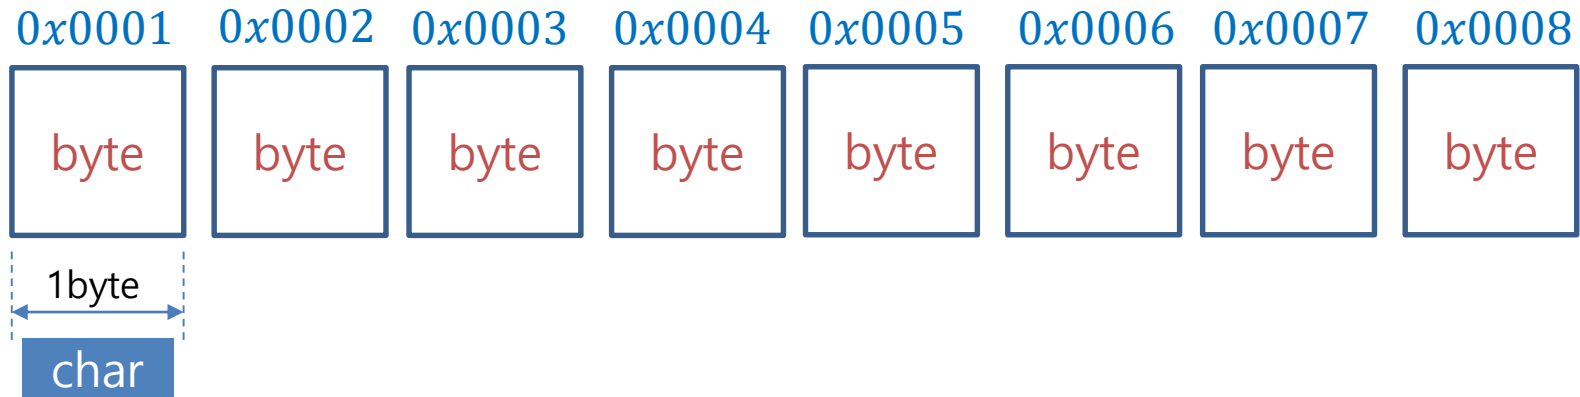 0x0001 0x0002 0x0003 0x0004 0x0005 0x0006 0x0007 0x0008
byte byte byte byte byte byte byte byte
1byte
char